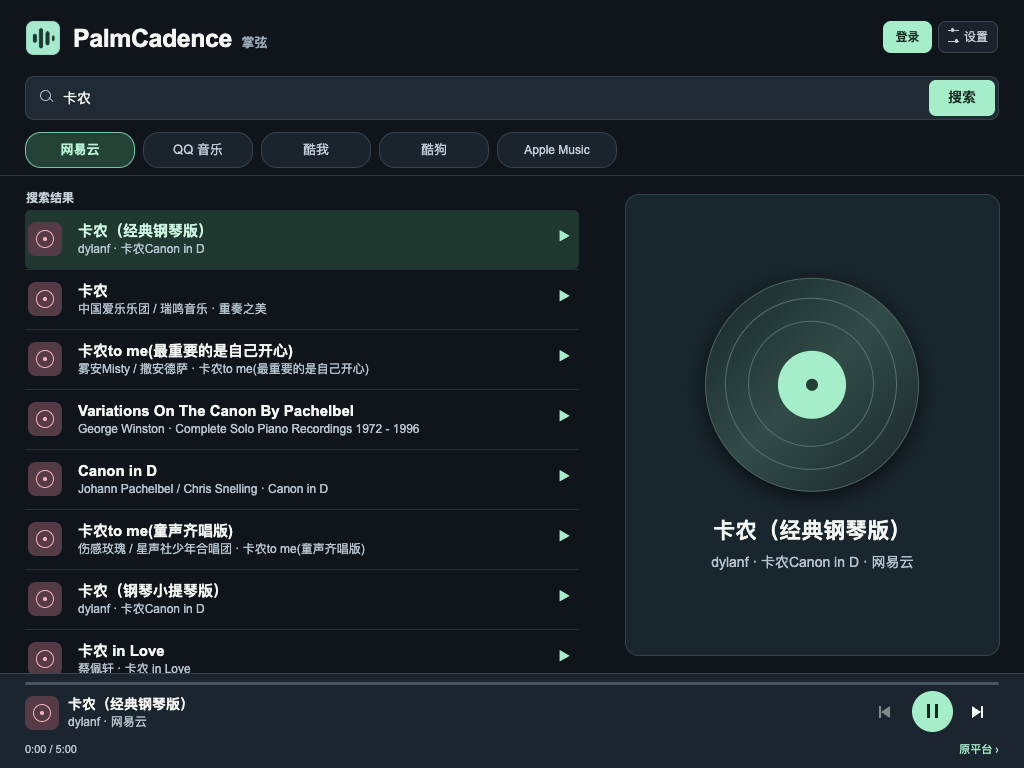 PalmCadence 掌弦
登录
设置
卡农
搜索
网易云
QQ 音乐
酷我
酷狗
Apple Music
搜索结果
卡农（经典钢琴版）
dylanf · 卡农Canon in D
卡农
中国爱乐乐团 / 瑞鸣音乐 · 重奏之美
卡农to me(最重要的是自己开心)
雾安Misty / 撒安德萨 · 卡农to me(最重要的是自己开心)
Variations On The Canon By Pachelbel
George Winston · Complete Solo Piano Recordings 1972 - 1996
Canon in D
Johann Pachelbel / Chris Snelling · Canon in D
卡农to me(童声齐唱版)
伤感玫瑰 / 星声社少年合唱团 · 卡农to me(童声齐唱版)
卡农（钢琴小提琴版）
dylanf · 卡农Canon in D
卡农 in Love
蔡佩轩 · 卡农 in Love
卡农（经典钢琴版）
dylanf · 卡农Canon in D · 网易云
卡农（经典钢琴版）
dylanf · 网易云
0:00 / 5:00
原平台 ›